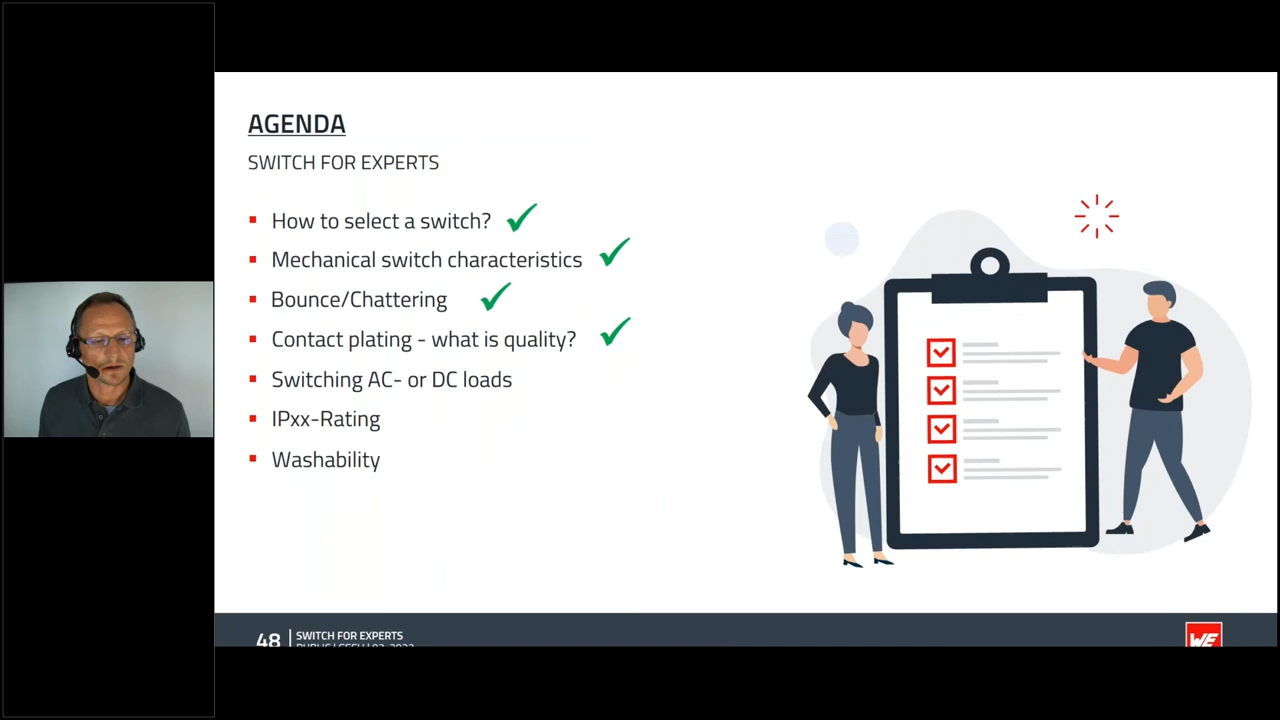 AGENDA
SWITCH FOR EXPERTS
How to select a switch?
Mechanical switch characteristics
Bounce/Chattering
Contact plating - what is quality?
Switching AC- or DC loads
IPxx-Rating
Washability
48
SWITCH FOR EXPERTS
PUBLIC
WE